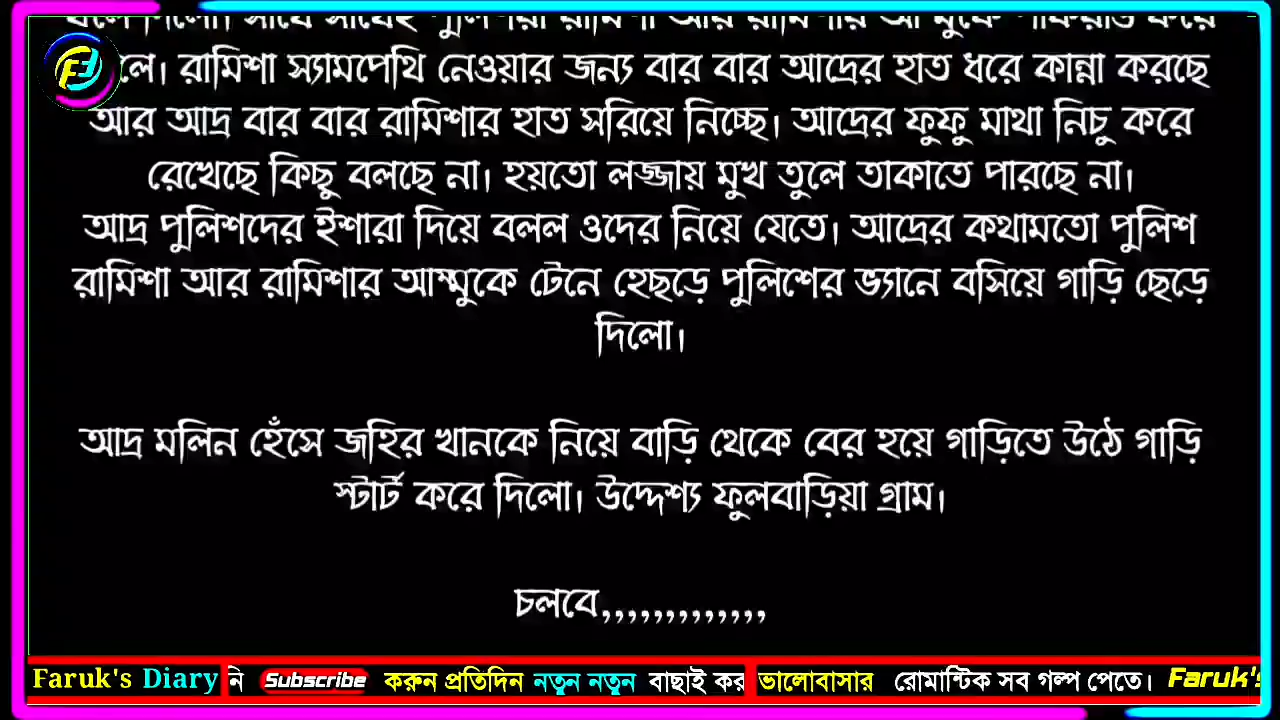 রামিশা স্যামপেথি নেওয়ার জন্য বার বার আদ্রের হাত ধরে কান্না করছে
আর আদ্র বার বার রামিশার হাত সরিয়ে নিচ্ছে। আদ্রের ফুফু মাথা নিচু করে
রেখেছে কিছু বলছে না। হয়তো লজ্জায় মুখ তুলে তাকাতে পারছে না।
আদ্র পুলিশদের ইশারা দিয়ে বলল ওদের নিয়ে যেতে। আদ্রের কথামতো পুলিশ
রামিশা আর রামিশার আম্মুকে টেনে হেছড়ে পুলিশের ভ্যানে বসিয়ে গাড়ি ছেড়ে
দিলো।
আদ্র মলিন হেঁসে জহির খানকে নিয়ে বাড়ি থেকে বের হয়ে গাড়িতে উঠে গাড়ি
স্টার্ট করে দিলো। উদ্দেশ্য ফুলবাড়িয়া গ্রাম।
চলবে,,,,,,,,,,,,,
Faruk's Diary নি Subscribe করুন প্রতিদিন নতুন নতুন বাছাই কর ভালোবাসার রোমান্টিক সব গল্প পেতে। Faruk's